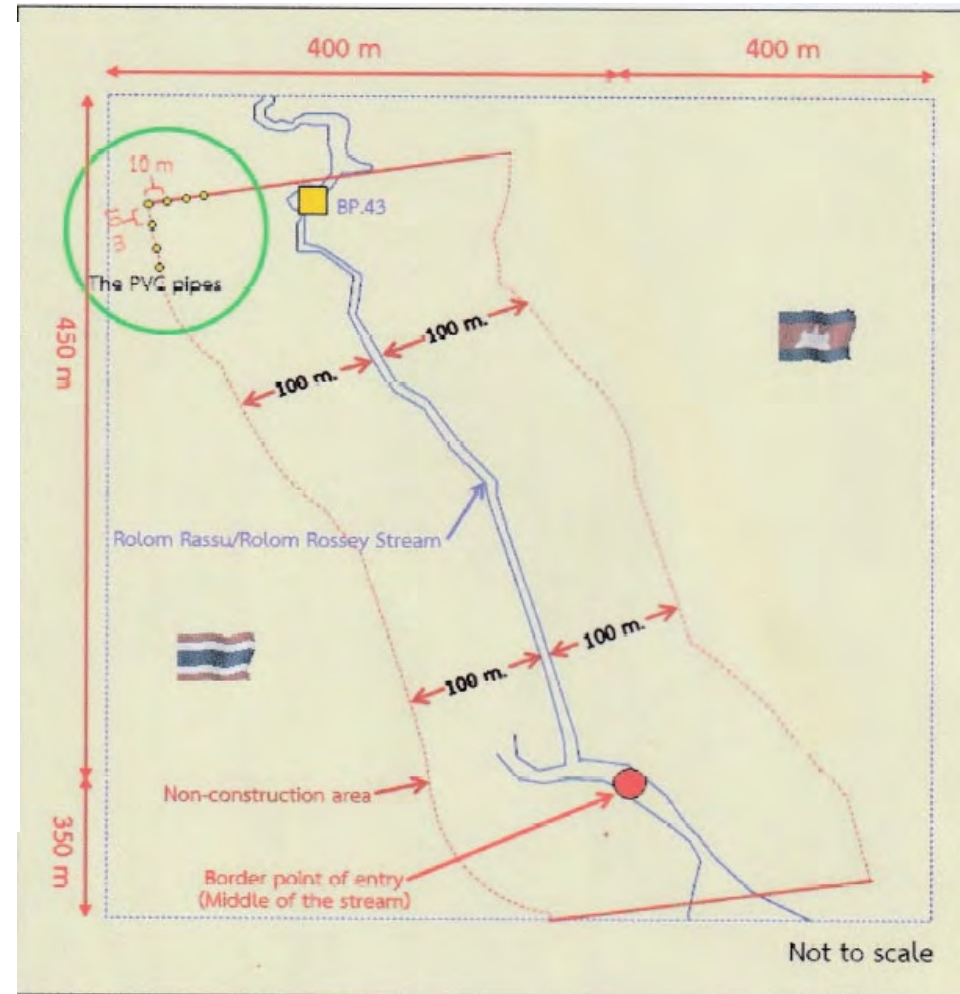 400 m
400 m
10 m
BP.43
The PVC pipes
450 m
100 m.
100 m.
Rolom Rassu/Rolom Rossey Stream
100 m.
100 m.
Non-construction area
350 m
Border point of entry
(Middle of the stream)
Not to scale